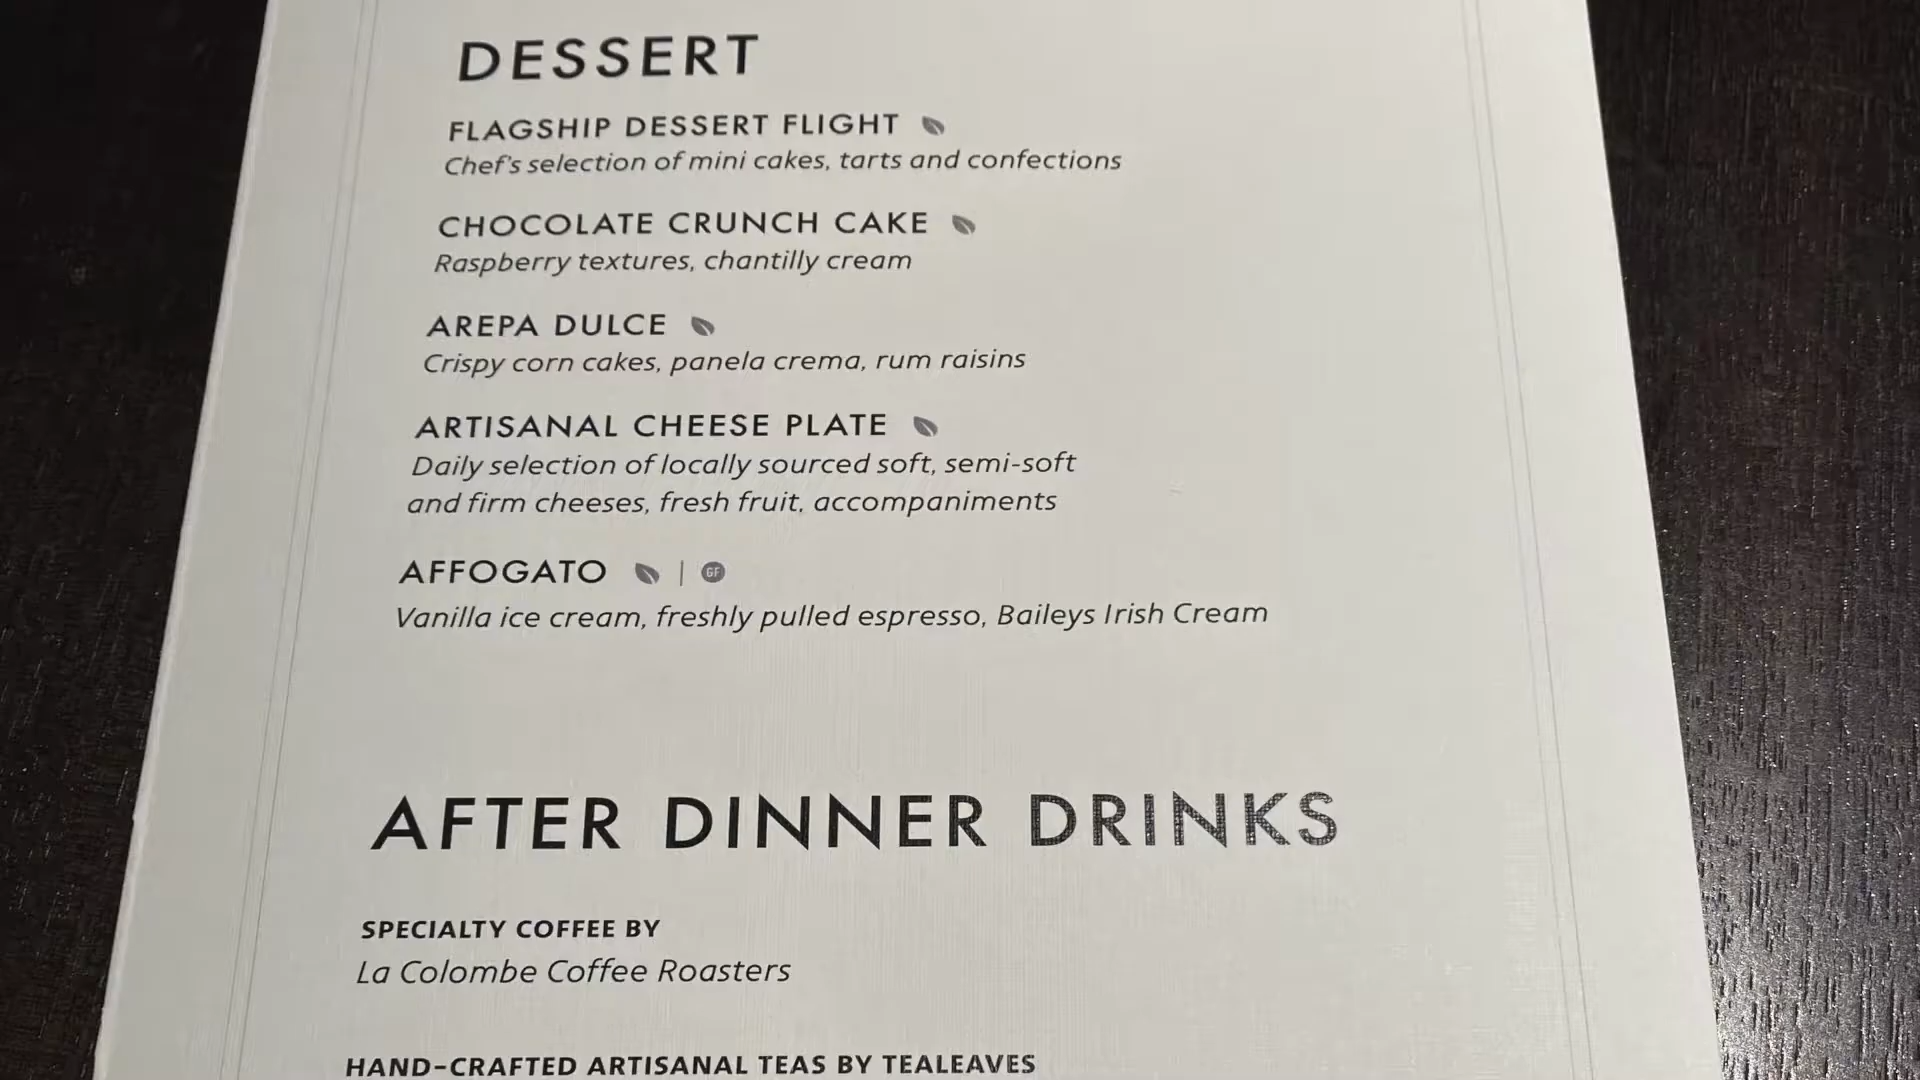 DESSERT
FLAGSHIP DESSERT FLIGHT
Chef's selection of mini cakes, tarts and confections
CHOCOLATE CRUNCH CAKE
Raspberry textures, chantilly cream
AREPA DULCE
Crispy corn cakes, panela crema, rum raisins
ARTISANAL CHEESE PLATE
Daily selection of locally sourced soft, semi-soft
and firm cheeses, fresh fruit, accompaniments
AFFOGATO | GF
Vanilla ice cream, freshly pulled espresso, Baileys Irish Cream
AFTER DINNER DRINKS
SPECIALTY COFFEE BY
La Colombe Coffee Roasters
HAND-CRAFTED ARTISANAL TEAS BY TEALEAVES